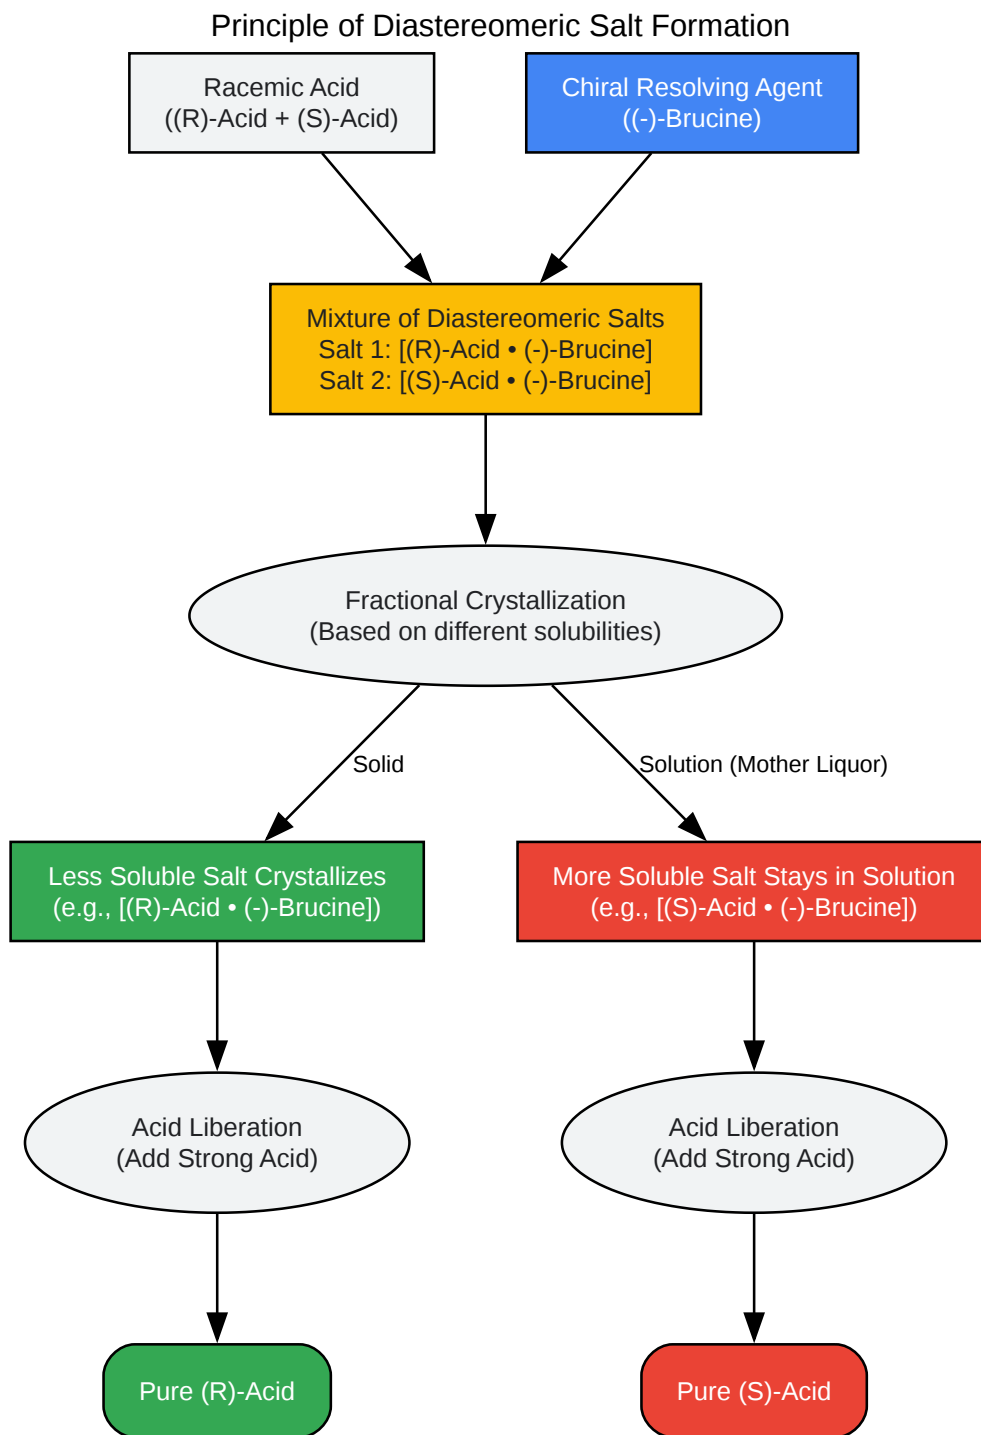 Principle of Diastereomeric Salt Formation
Racemic Acid
((R)-Acid + (S)-Acid)
Chiral Resolving Agent
((-)-Brucine)
Mixture of Diastereomeric Salts
Salt 1: [(R)-Acid • (-)-Brucine]
Salt 2: [(S)-Acid • (-)-Brucine]
Fractional Crystallization
(Based on different solubilities)
Solid
Solution (Mother Liquor)
Less Soluble Salt Crystallizes
(e.g., [(R)-Acid • (-)-Brucine])
More Soluble Salt Stays in Solution
(e.g., [(S)-Acid • (-)-Brucine])
Acid Liberation
(Add Strong Acid)
Acid Liberation
(Add Strong Acid)
Pure (R)-Acid
Pure (S)-Acid